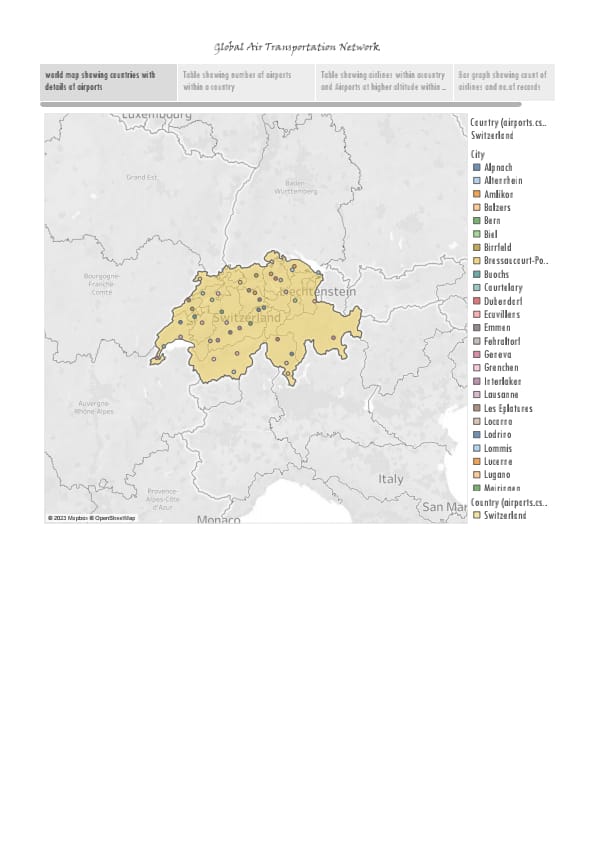 Global Air Transportation Network
world map showing countries with
details of airports
Table showing number of airports
within a country
Table showing airlines within acountry
and Airports at higher altitude within ..
Bar graph showing count of
airlines and no.of records
Country (airports.cs..
Switzerland
City
Alpnach
Altenrhein
Amlikon
Balzers
Bern
Biel
Birrfeld
Bressaucourt-Po..
Buochs
Courtelary
Dubendorf
Ecuvillens
Emmen
Fehraltorf
Geneva
Grenchen
Interlaken
Lausanne
Les Eplatures
Locarno
Lodrino
Lommis
Lucerne
Lugano
Meiringen
Country (airports.cs..
Switzerland
Luxembourg
Grand Est
Baden-
Württemberg
Bourgogne-
Franche-
Comté
Liechtenstein
Switzerland
Auvergne-
Rhône-Alpes
Provence-
Alpes-Côte
d'Azur
Italy
Monaco
San Mar
© 2023 Mapbox © OpenStreetMap